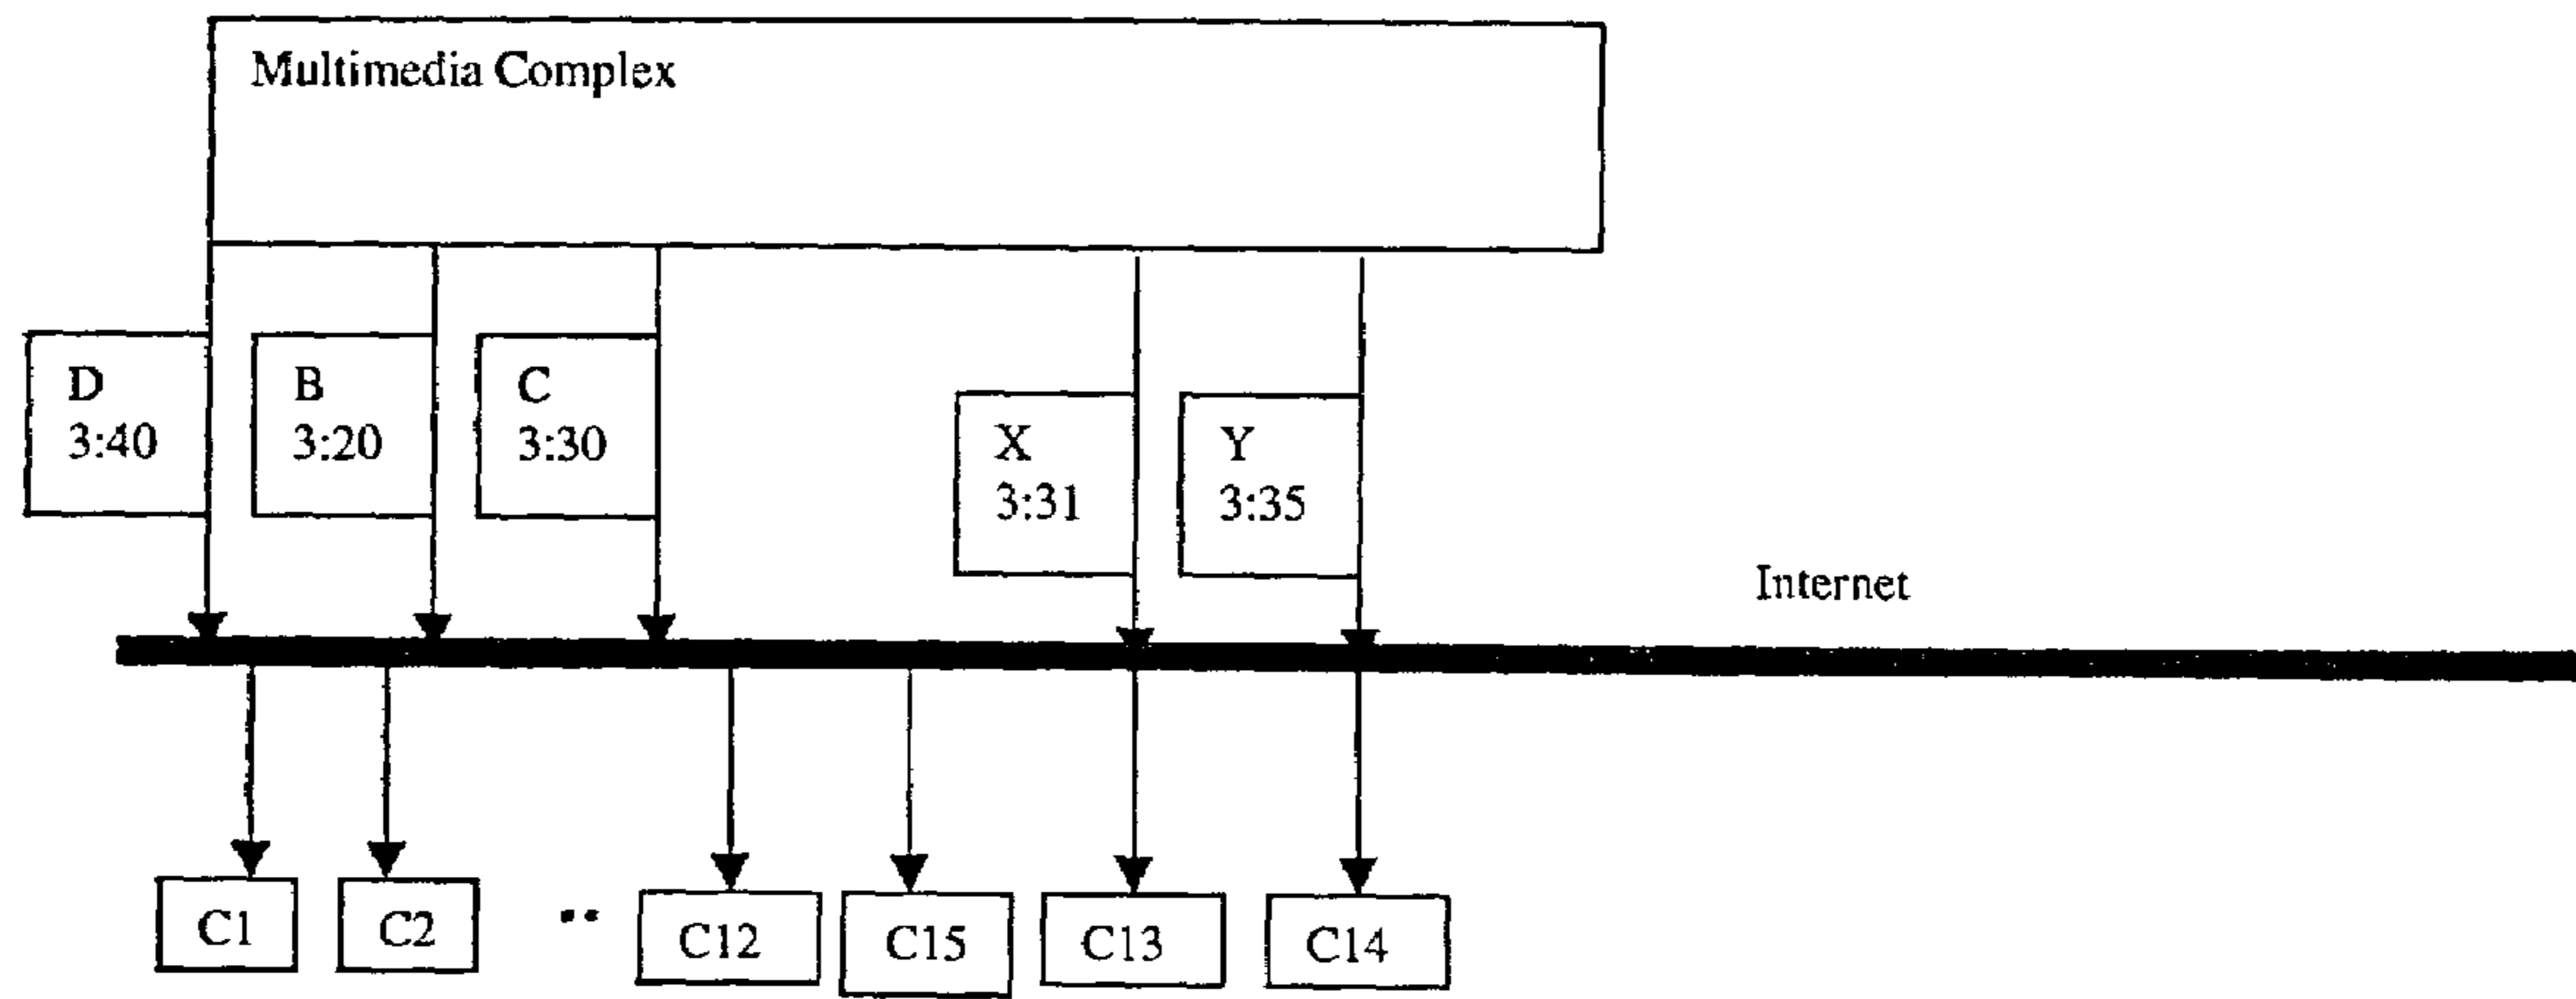 Multimedia Complex
D
3:40
B
3:20
C
3:30
X
3:31
Y
3:35
Internet
C1
C2
..
C12
C15
C13
C14